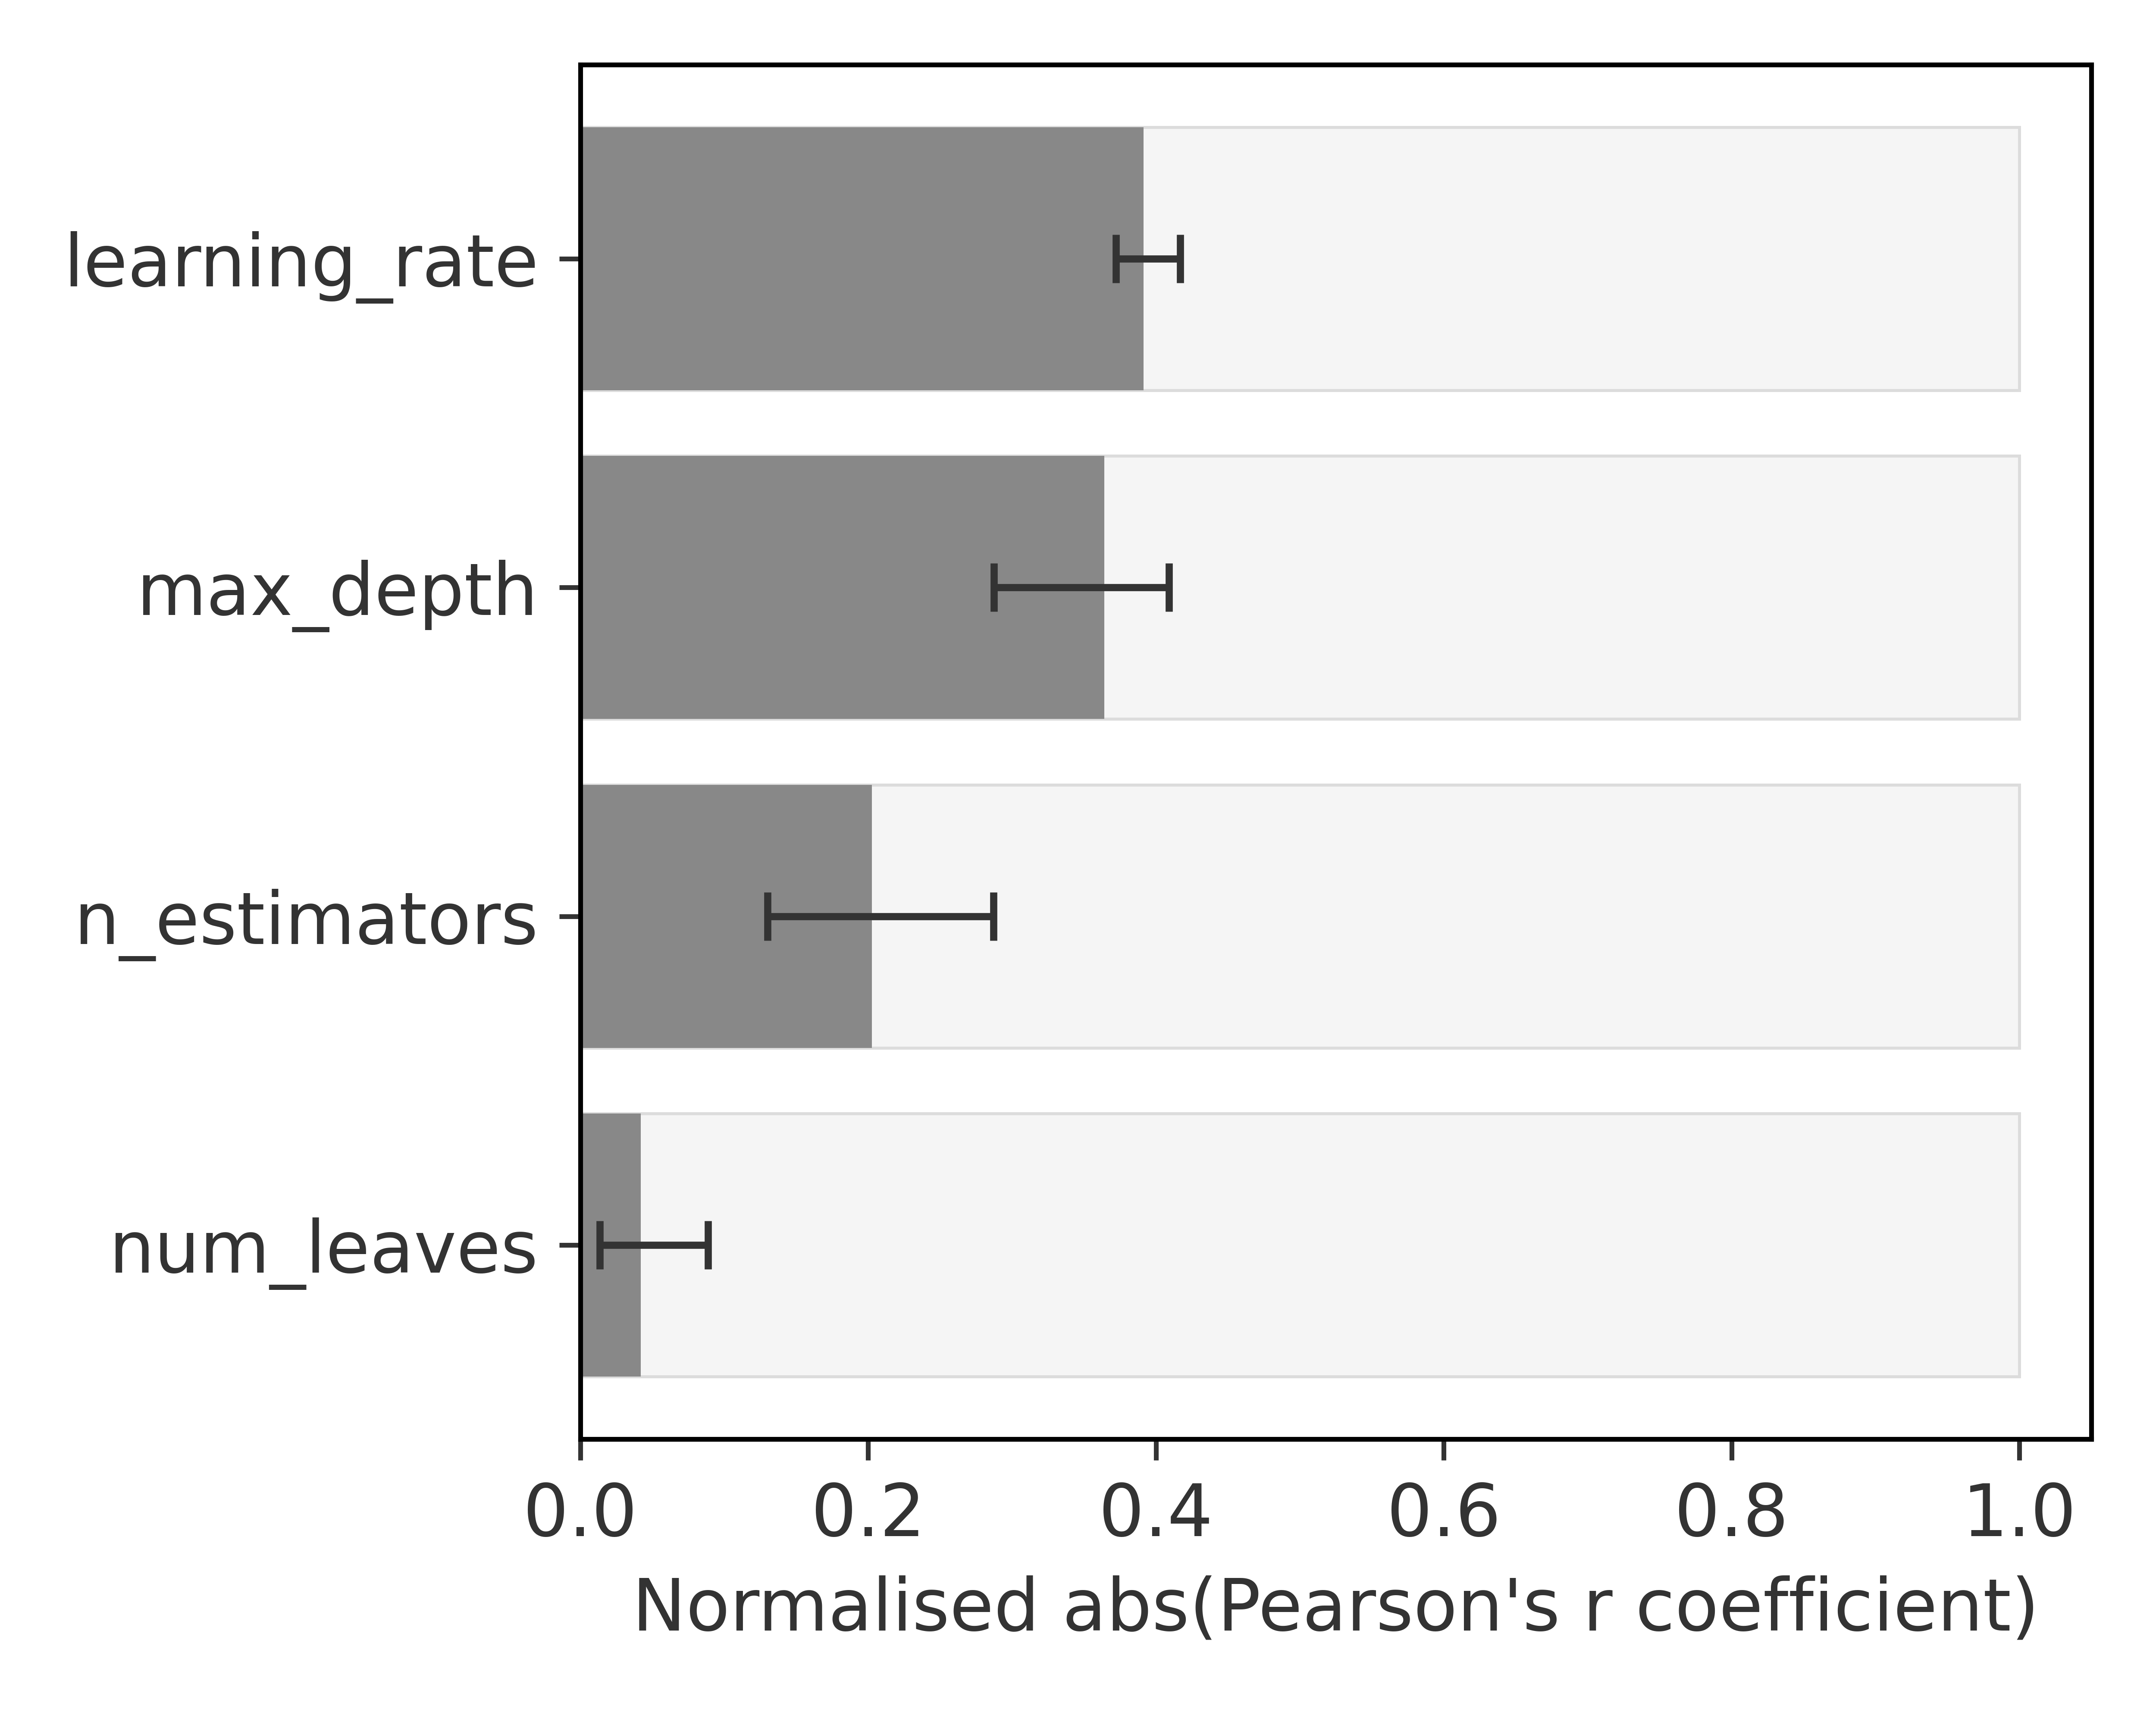 learning_rate
max_depth
n_estimators
num_leaves
0.0 0.2 0.4 0.6 0.8 1.0
Normalised abs(Pearson's r coefficient)